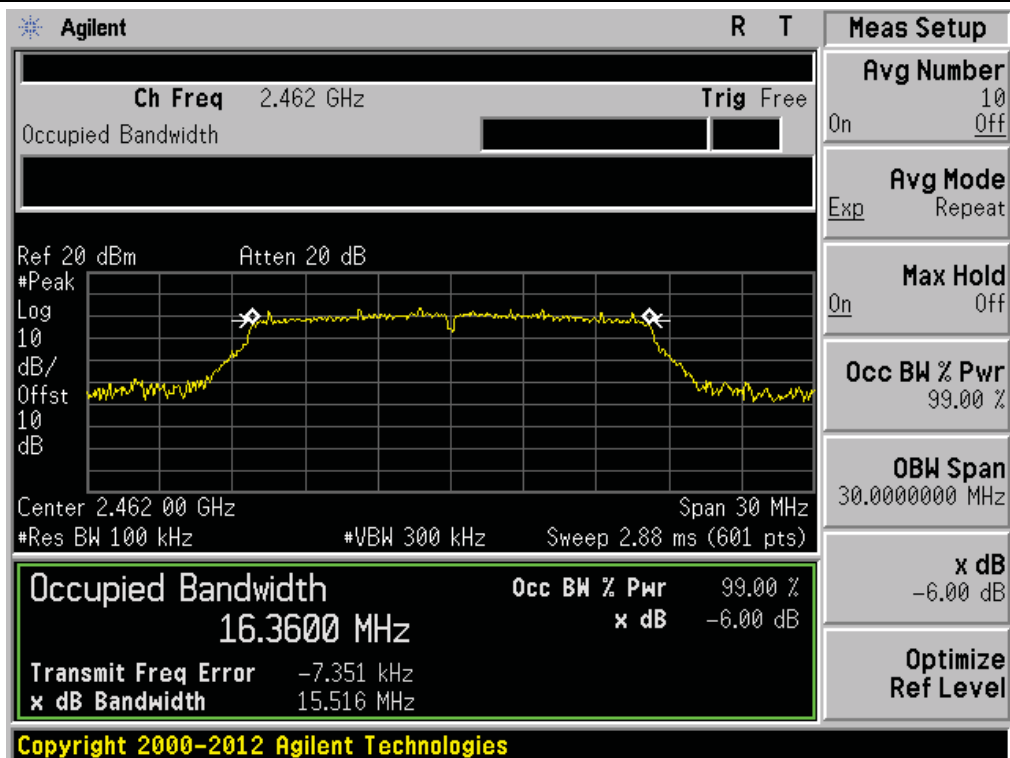 Agilent R T
Ch Freq 2.462 GHz Trig Free
Occupied Bandwidth
Ref 20 dBm Atten 20 dB
#Peak
Log
10
dB/
Offst
10
dB
Center 2.462 00 GHz Span 30 MHz
#Res BW 100 kHz #VBW 300 kHz Sweep 2.88 ms (601 pts)
Occupied Bandwidth Occ BW % Pwr 99.00 %
16.3600 MHz x dB -6.00 dB
Transmit Freq Error -7.351 kHz
x dB Bandwidth 15.516 MHz
Copyright 2000-2012 Agilent Technologies
Meas Setup
Avg Number
10
On Off
Avg Mode
Exp Repeat
Max Hold
On Off
Occ BW % Pwr
99.00 %
OBW Span
30.0000000 MHz
x dB
-6.00 dB
Optimize
Ref Level